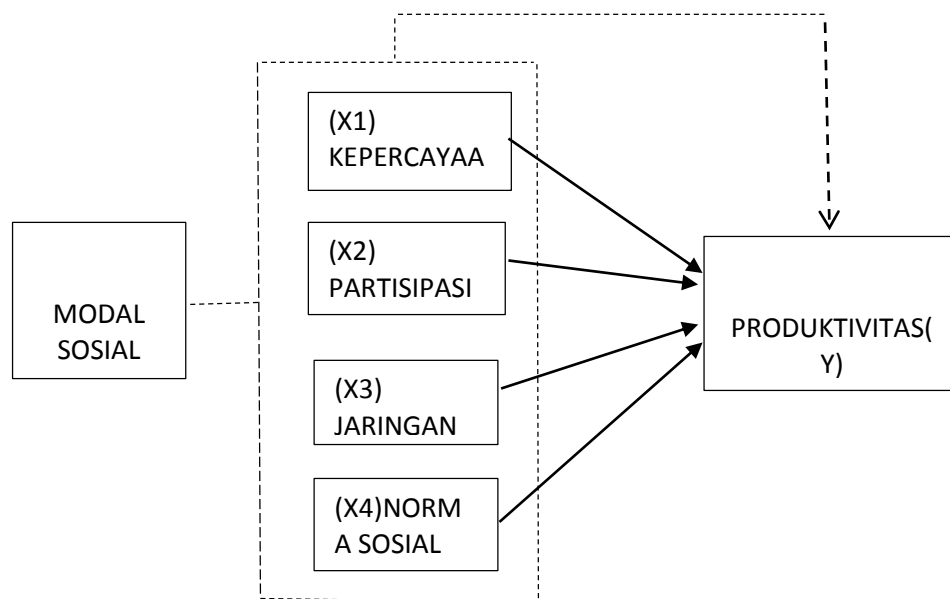 (X1)
KEPERCAYAA
(X2)
PARTISIPASI
MODAL
SOSIAL
PRODUKTIVITAS(
Y)
(X3)
JARINGAN
(X4)NORM
A SOSIAL